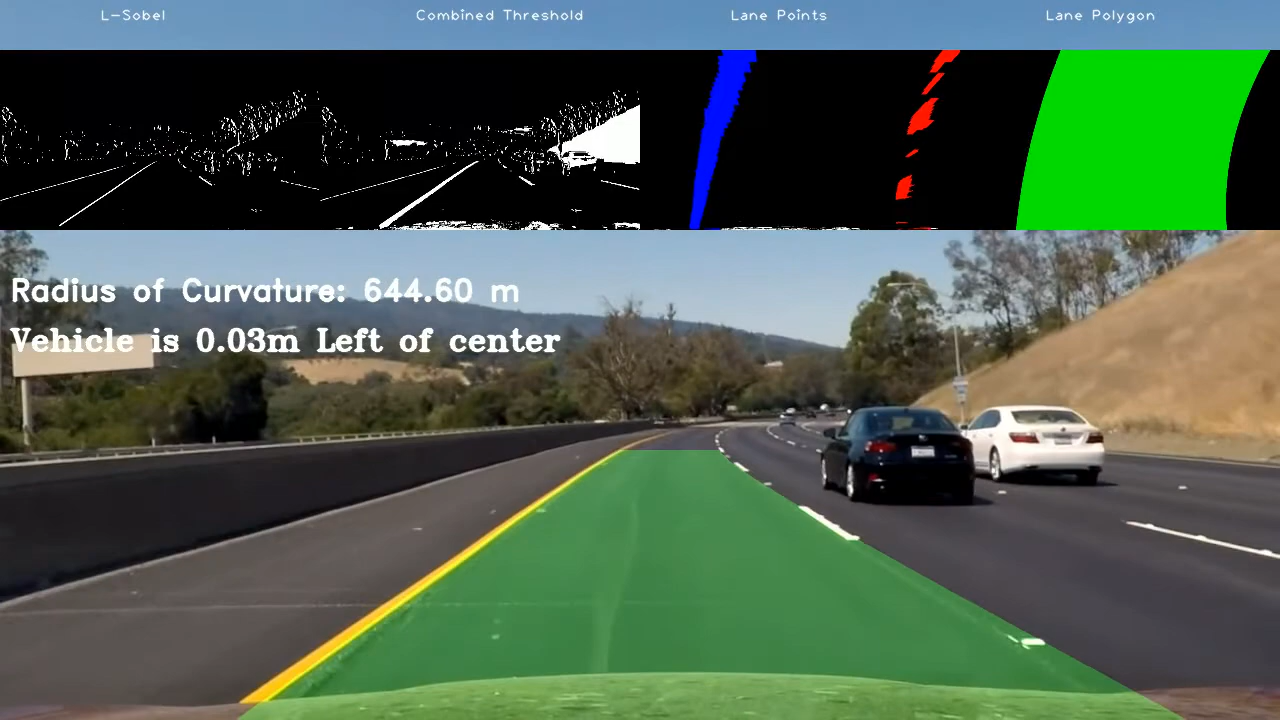 L-Sobel
Combined Threshold
Lane Points
Lane Polygon
Radius of Curvature: 644.60 m
Vehicle is 0.03m Left of center